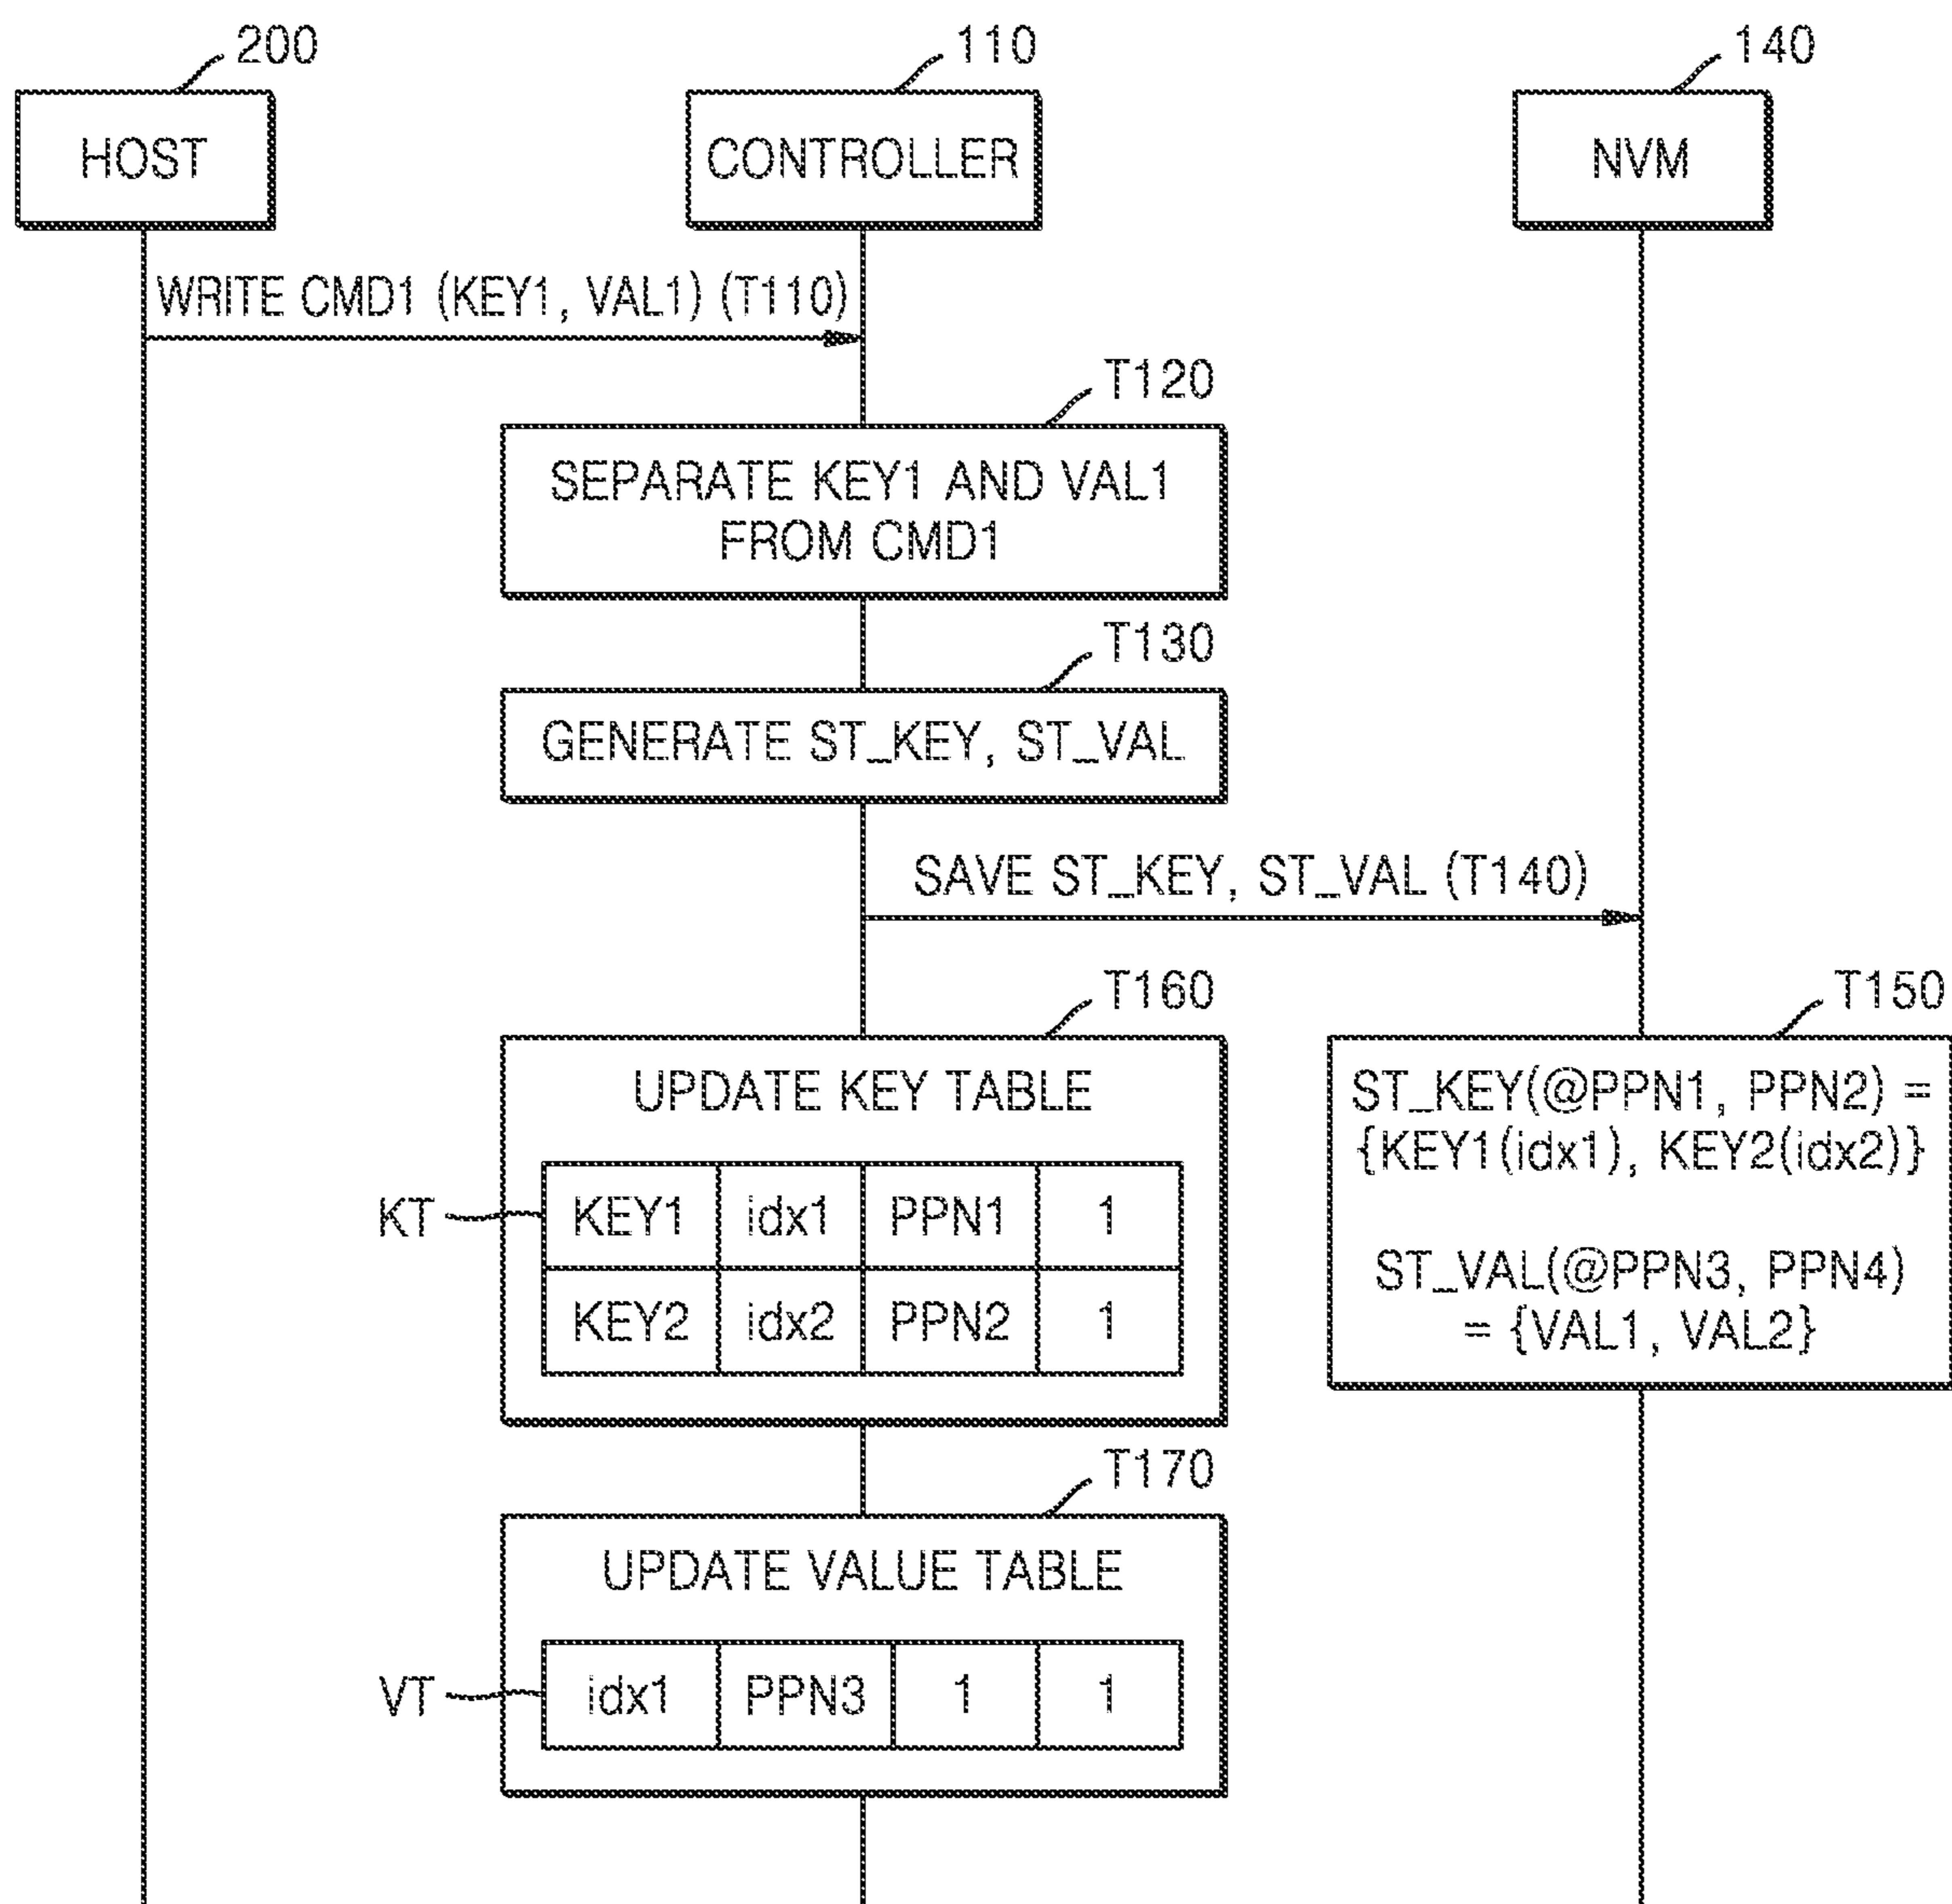 200
110
140
HOST
CONTROLLER
NVM
WRITE CMD1 (KEY1, VAL1) (T110)
T120
SEPARATE KEY1 AND VAL1
FROM CMD1
T130
GENERATE ST_KEY, ST_VAL
SAVE ST_KEY, ST_VAL (T140)
T160
T150
UPDATE KEY TABLE
KT
KEY1 idx1 PPN1 1
KEY2 idx2 PPN2 1
ST_KEY(@PPN1, PPN2) =
{KEY1(idx1), KEY2(idx2)}
ST_VAL(@PPN3, PPN4)
= {VAL1, VAL2}
T170
UPDATE VALUE TABLE
VT
idx1 PPN3 1 1